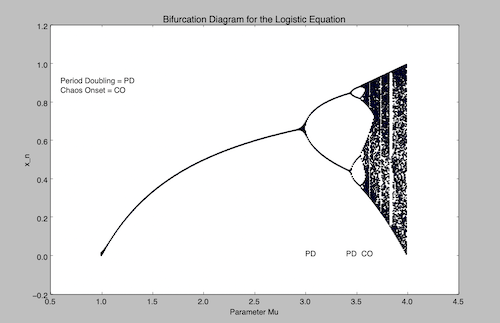 Bifurcation Diagram for the Logistic Equation
1.2
Period Doubling = PD
Chaos Onset = CO
1.0
0.8
0.6
x_n
0.4
0.2
PD PD CO
0.0
−0.2
0.5 1.0 1.5 2.0 2.5 3.0 3.5 4.0 4.5
Parameter Mu